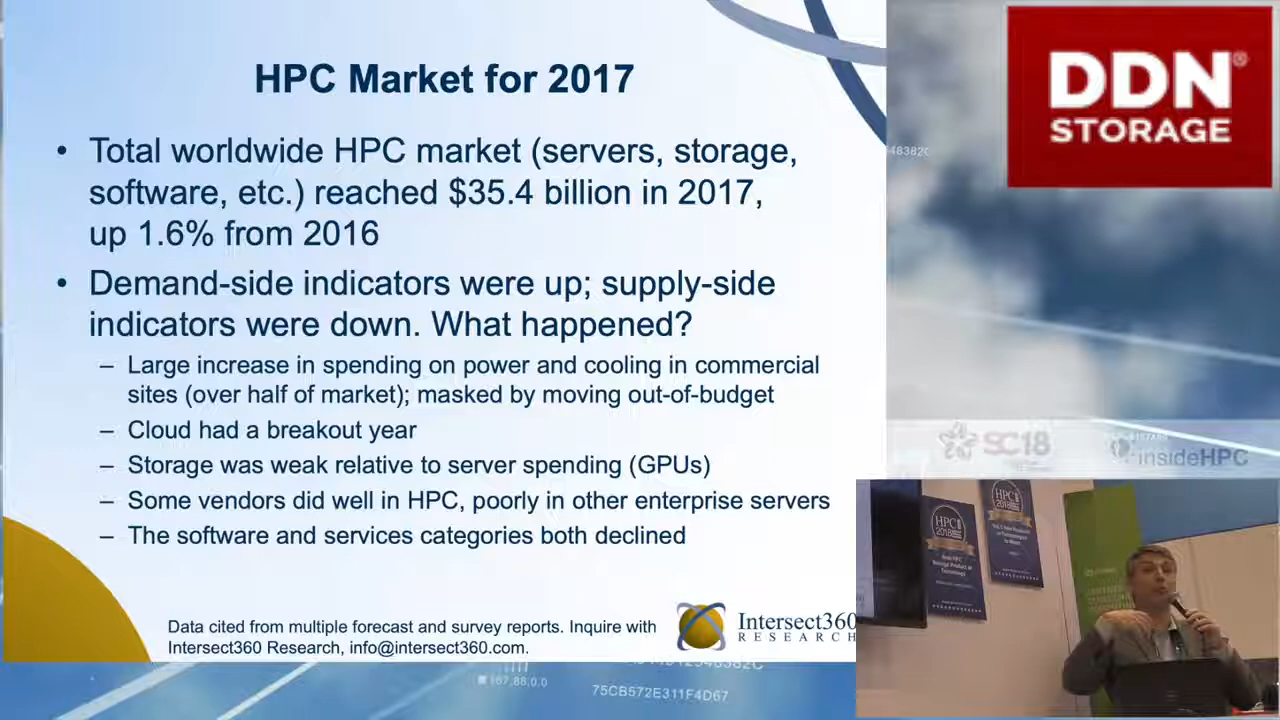 HPC Market for 2017
• Total worldwide HPC market (servers, storage,
software, etc.) reached $35.4 billion in 2017,
up 1.6% from 2016
• Demand-side indicators were up; supply-side
indicators were down. What happened?
– Large increase in spending on power and cooling in commercial
sites (over half of market); masked by moving out-of-budget
– Cloud had a breakout year
– Storage was weak relative to server spending (GPUs)
– Some vendors did well in HPC, poorly in other enterprise servers
– The software and services categories both declined
Data cited from multiple forecast and survey reports. Inquire with
Intersect360 Research, info@intersect360.com.
Intersect360
RESEARCH
DDN®
STORAGE
SC18
insideHPC
HPC
2018
HPC
2018
75CB572E311F4D67